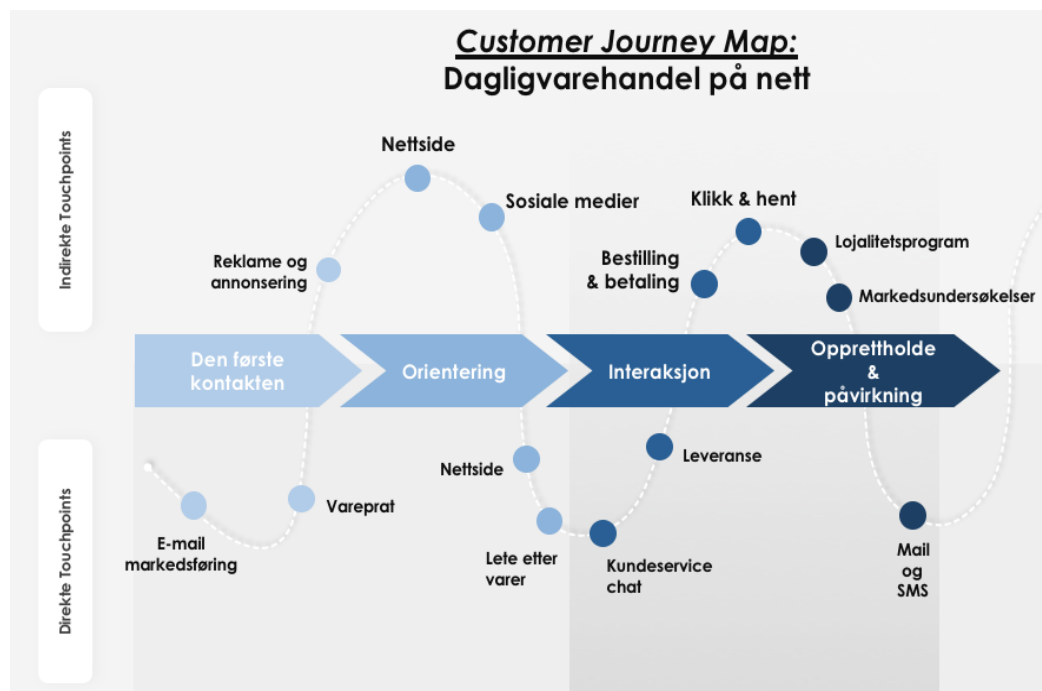 Customer Journey Map:
Dagligvarehandel på nett
Indirekte Touchpoints
Nettside
Sosiale medier
Reklame og
annonsering
Klikk & hent
Bestilling
& betaling
Lojalitetsprogram
Markedsundersøkelser
Den første
kontakten
Orientering
Interaksjon
Opprettholde
&
påvirkning
Direkte Touchpoints
E-mail
markedsføring
Vareprat
Nettside
Lete etter
varer
Kundeservice
chat
Leveranse
Mail
og
SMS